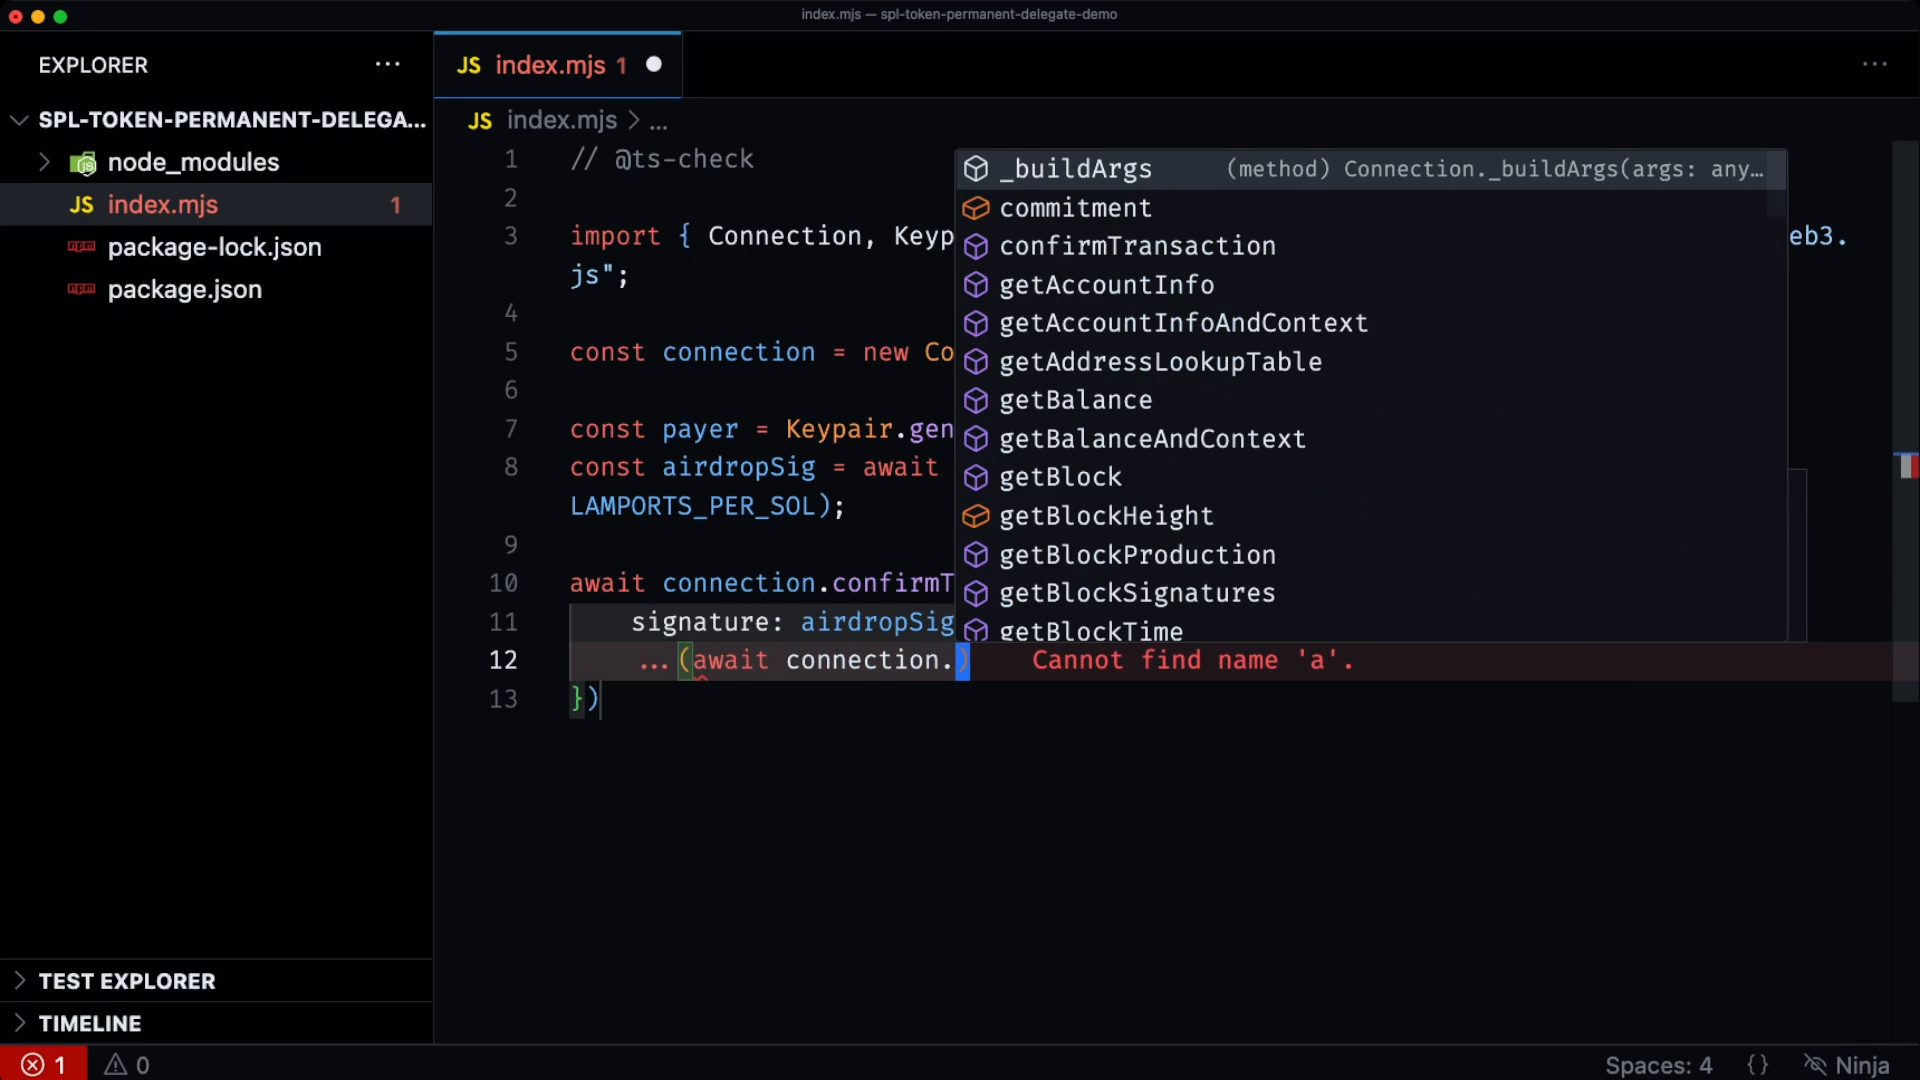 index.mjs — spl-token-permanent-delegate-demo
EXPLORER
SPL-TOKEN-PERMANENT-DELEGA...
node_modules
JS index.mjs 1
package-lock.json
package.json
TEST EXPLORER
TIMELINE
JS index.mjs 1
JS index.mjs > ...
1 // @ts-check
2
3 import { Connection, Keyp eb3.
js";
4
5 const connection = new Co
6
7 const payer = Keypair.gen
8 const airdropSig = await
LAMPORTS_PER_SOL);
9
10 await connection.confirmT
11 signature: airdropSig
12 ...(await connection.) Cannot find name 'a'.
13 })
_buildArgs (method) Connection._buildArgs(args: any...
commitment
confirmTransaction
getAccountInfo
getAccountInfoAndContext
getAddressLookupTable
getBalance
getBalanceAndContext
getBlock
getBlockHeight
getBlockProduction
getBlockSignatures
getBlockTime
1 0
Spaces: 4 {} Ninja